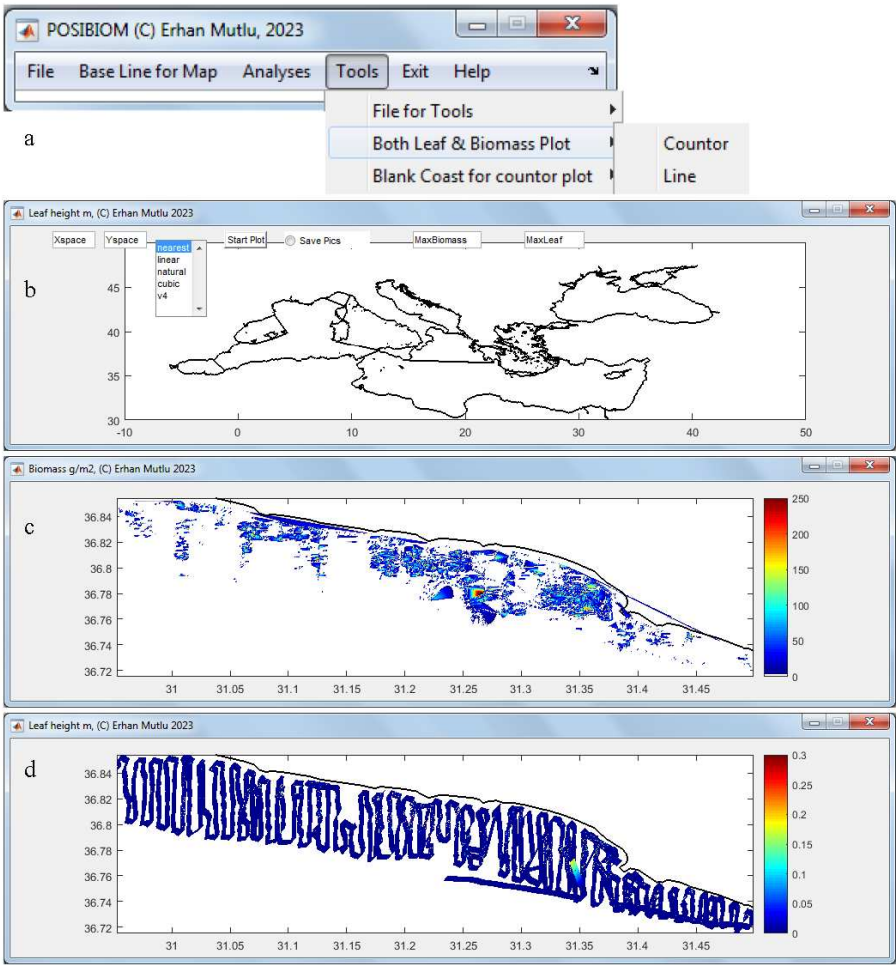 POSIBIOM (C) Erhan Mutlu, 2023
File Base Line for Map Analyses Tools Exit Help
File for Tools
Both Leaf & Biomass Plot
Countor
Blank Coast for countor plot
Line
a
Leaf height m, (C) Erhan Mutlu 2023
Xspace Yspace Start Plot Save Pics MaxBiomass MaxLeaf
nearest
linear
natural
cubic
v4
b
45
40
35
30
-10 0 10 20 30 40 50
Biomass g/m2, (C) Erhan Mutlu 2023
c
36.84
36.82
36.8
36.78
36.76
36.74
36.72
31 31.05 31.1 31.15 31.2 31.25 31.3 31.35 31.4 31.45
250
200
150
100
50
0
Leaf height m, (C) Erhan Mutlu 2023
d
36.84
36.82
36.8
36.78
36.76
36.74
36.72
31 31.05 31.1 31.15 31.2 31.25 31.3 31.35 31.4 31.45
0.3
0.25
0.2
0.15
0.1
0.05
0